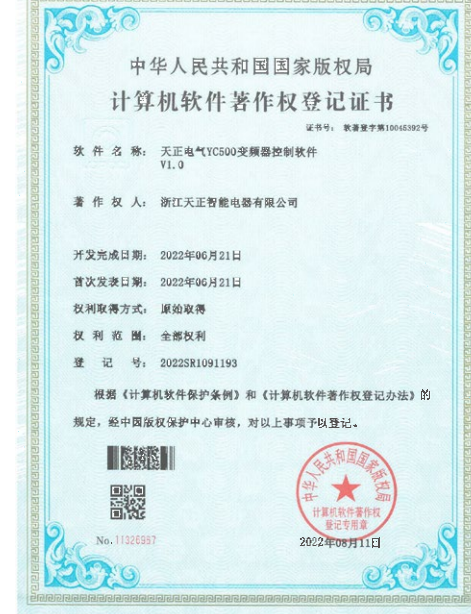 中华人民共和国国家版权局
计算机软件著作权登记证书
证书号： 软著登字第10045392号
软 件 名 称： 天正电气YC500变频器控制软件
V1.0
著 作 权 人： 浙江天正智能电器有限公司
开发完成日期： 2022年06月21日
首次发表日期： 2022年06月21日
权利取得方式： 原始取得
权 利 范 围： 全部权利
登 记 号： 2022SR1091193
根据《计算机软件保护条例》和《计算机软件著作权登记办法》的
规定，经中国版权保护中心审核，对以上事项予以登记。
中华人民共和国国家版权局
计算机软件著作权
登记专用章
No. 11326987
2022年08月11日